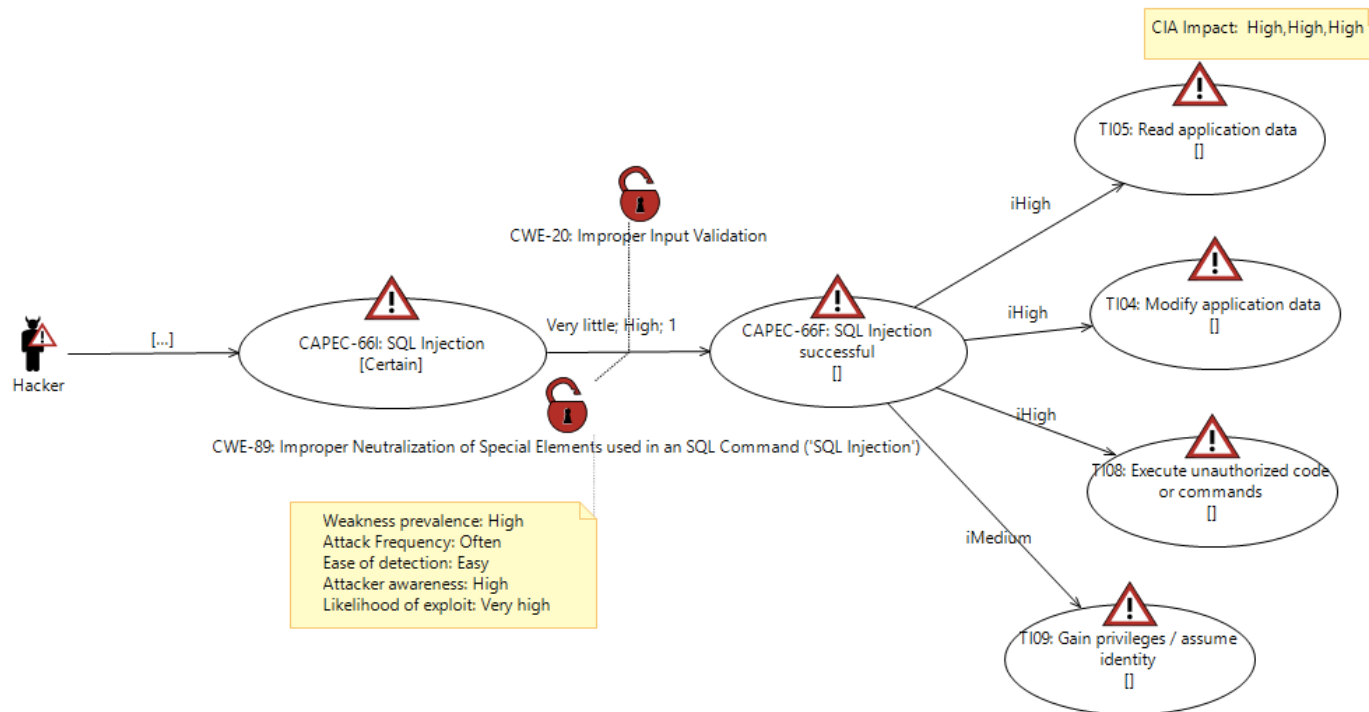 CIA Impact:  High,High,High
TI05: Read application data
[]
iHigh
CWE-20: Improper Input Validation
TI04: Modify application data
[]
iHigh
Very little; High; 1
CAPEC-66I: SQL Injection
[Certain]
CAPEC-66F: SQL Injection
successful
[]
[...]
Hacker
iHigh
CWE-89: Improper Neutralization of Special Elements used in an SQL Command ('SQL Injection')
TI08: Execute unauthorized code
or commands
[]
Weakness prevalence: High
Attack Frequency: Often
Ease of detection: Easy
Attacker awareness: High
Likelihood of exploit: Very high
iMedium
TI09: Gain privileges / assume
identity
[]